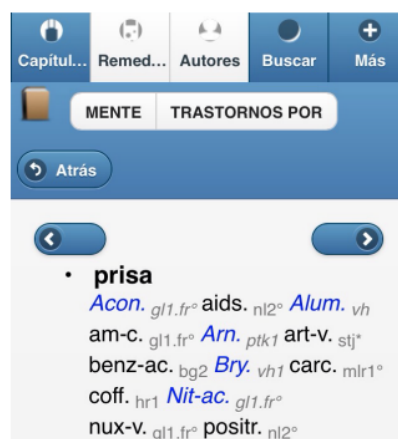 Capítul... Remed... Autores Buscar Más
MENTE TRASTORNOS POR
Atrás
• prisa
Acon. gl1.fr° aids. nl2° Alum. vh
am-c. gl1.fr° Arn. ptk1 art-v. stj*
benz-ac. bg2 Bry. vh1 carc. mlr1°
coff. hr1 Nit-ac. gl1.fr°
nux-v. gl1.fr° positr. nl2°